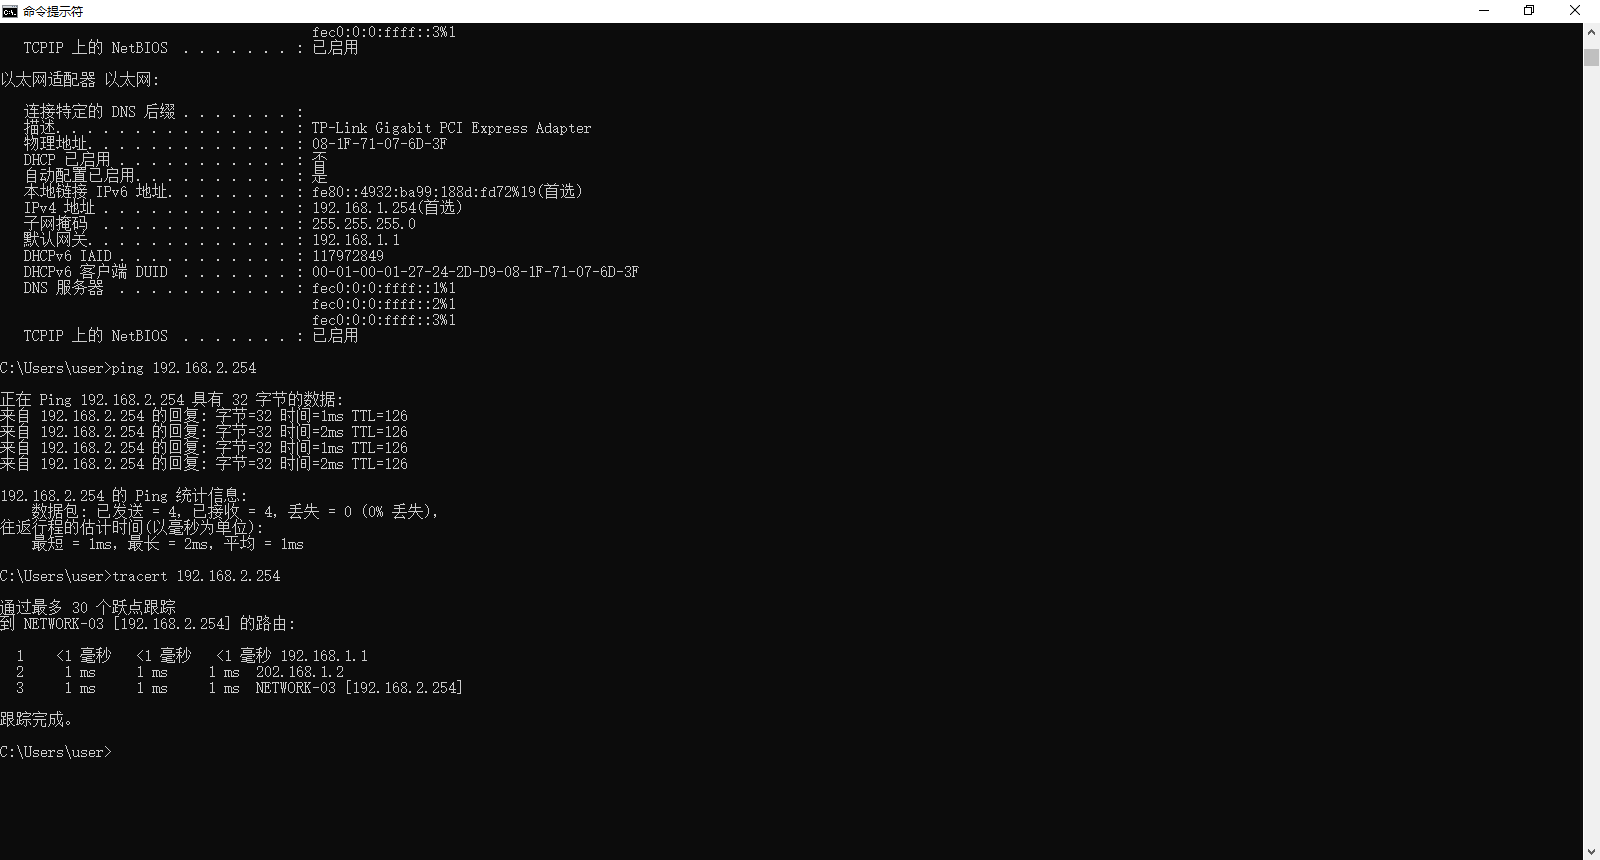 命令提示符
fec0:0:0:ffff::3%1
TCPIP 上的 NetBIOS . . . . . . . : 已启用
以太网适配器 以太网:
连接特定的 DNS 后缀 . . . . . . . :
描述. . . . . . . . . . . . . . . : TP-Link Gigabit PCI Express Adapter
物理地址. . . . . . . . . . . . . : 08-1F-71-07-6D-3F
DHCP 已启用 . . . . . . . . . . . : 否
自动配置已启用. . . . . . . . . . : 是
本地链接 IPv6 地址. . . . . . . . : fe80::4932:ba99:188d:fd72%19(首选)
IPv4 地址 . . . . . . . . . . . . : 192.168.1.254(首选)
子网掩码  . . . . . . . . . . . . : 255.255.255.0
默认网关. . . . . . . . . . . . . : 192.168.1.1
DHCPv6 IAID . . . . . . . . . . . : 117972849
DHCPv6 客户端 DUID  . . . . . . . : 00-01-00-01-27-24-2D-D9-08-1F-71-07-6D-3F
DNS 服务器  . . . . . . . . . . . : fec0:0:0:ffff::1%1
fec0:0:0:ffff::2%1
fec0:0:0:ffff::3%1
TCPIP 上的 NetBIOS  . . . . . . . : 已启用
C:\Users\user>ping 192.168.2.254
正在 Ping 192.168.2.254 具有 32 字节的数据:
来自 192.168.2.254 的回复: 字节=32 时间=1ms TTL=126
来自 192.168.2.254 的回复: 字节=32 时间=2ms TTL=126
来自 192.168.2.254 的回复: 字节=32 时间=1ms TTL=126
来自 192.168.2.254 的回复: 字节=32 时间=2ms TTL=126
192.168.2.254 的 Ping 统计信息:
数据包: 已发送 = 4, 已接收 = 4, 丢失 = 0 (0% 丢失),
往返行程的估计时间(以毫秒为单位):
最短 = 1ms, 最长 = 2ms, 平均 = 1ms
C:\Users\user>tracert 192.168.2.254
通过最多 30 个跃点跟踪
到 NETWORK-03 [192.168.2.254] 的路由:
1    <1 毫秒   <1 毫秒   <1 毫秒 192.168.1.1
2     1 ms     1 ms     1 ms  202.168.1.2
3     1 ms     1 ms     1 ms  NETWORK-03 [192.168.2.254]
跟踪完成。
C:\Users\user>